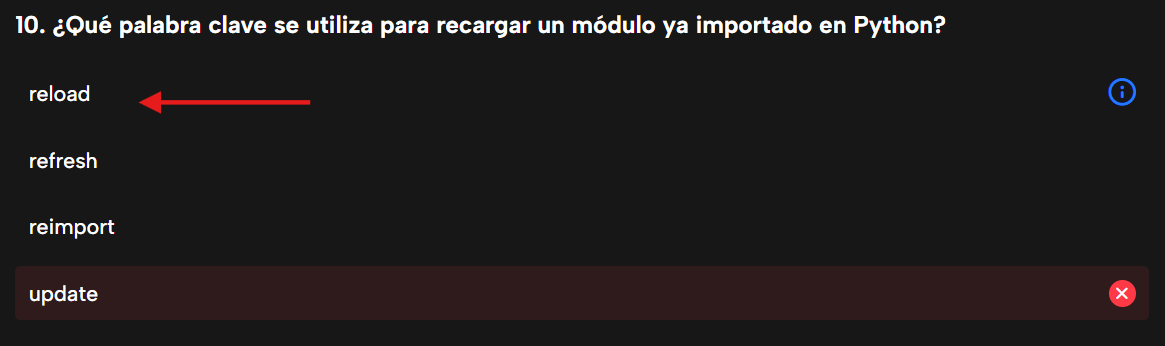 10. ¿Qué palabra clave se utiliza para recargar un módulo ya importado en Python?
reload
refresh
reimport
update